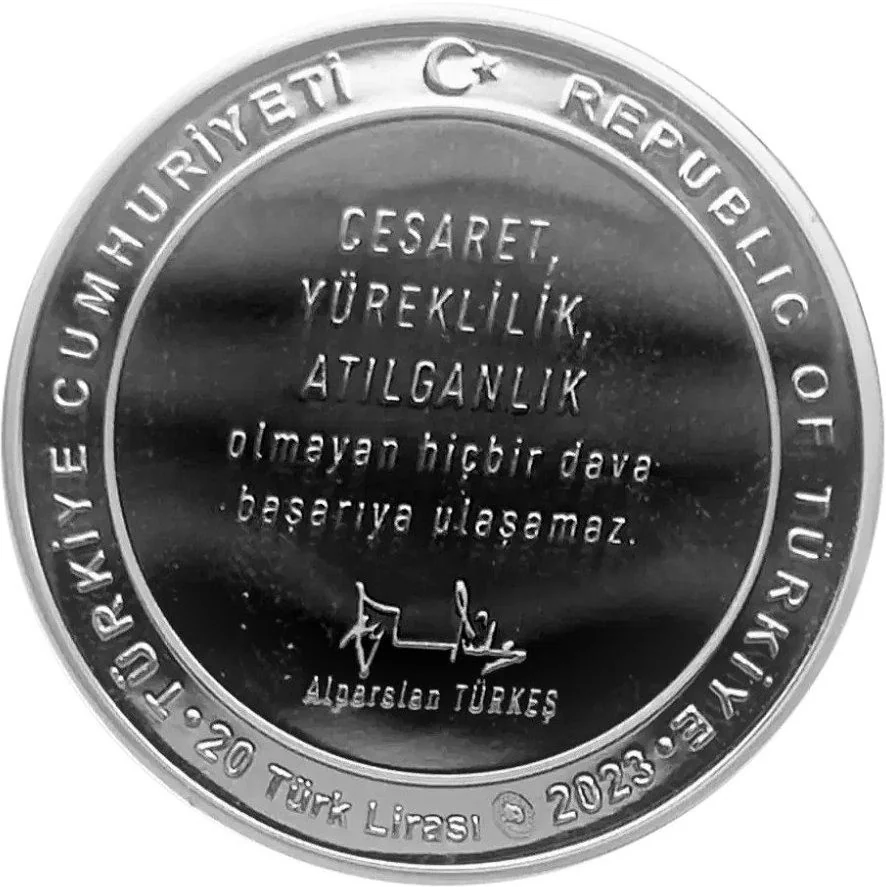 TÜRKİYE CUMHURİYETİ
REPUBLIC OF TÜRKİYE
CESARET,
YÜREKLİLİK,
ATILGANLIK
olmayan hiçbir dava
başarıya ulaşamaz.
Alparslan TÜRKEŞ
• 20 Türk Lirası 2023 •